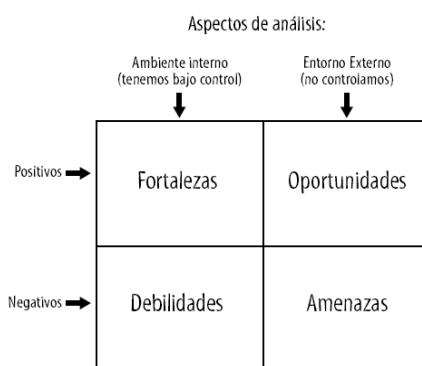 Aspectos de análisis:
Ambiente interno
(tenemos bajo control)
Entorno Externo
(no controlamos)
Positivos
Fortalezas
Oportunidades
Negativos
Debilidades
Amenazas